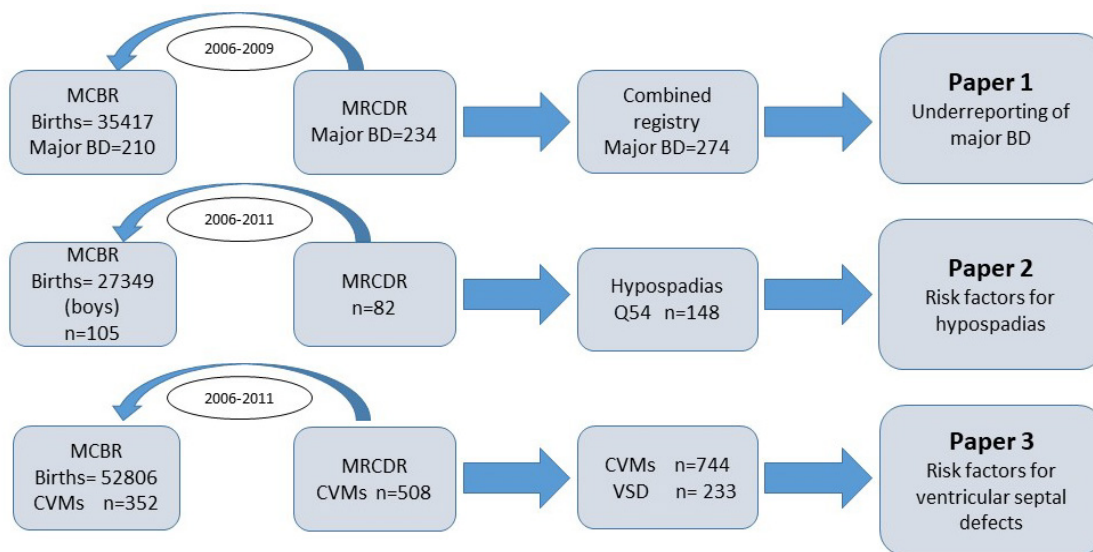 2006-2009
MCBR
Births= 35417
Major BD=210
MRCDR
Major BD=234
Combined
registry
Major BD=274
Paper 1
Underreporting of
major BD
2006-2011
MCBR
Births= 27349
(boys)
n=105
MRCDR
n=82
Hypospadias
Q54 n=148
Paper 2
Risk factors for
hypospadias
2006-2011
MCBR
Births= 52806
CVMs n=352
MRCDR
CVMs n=508
CVMs n=744
VSD n= 233
Paper 3
Risk factors for
ventricular septal
defects